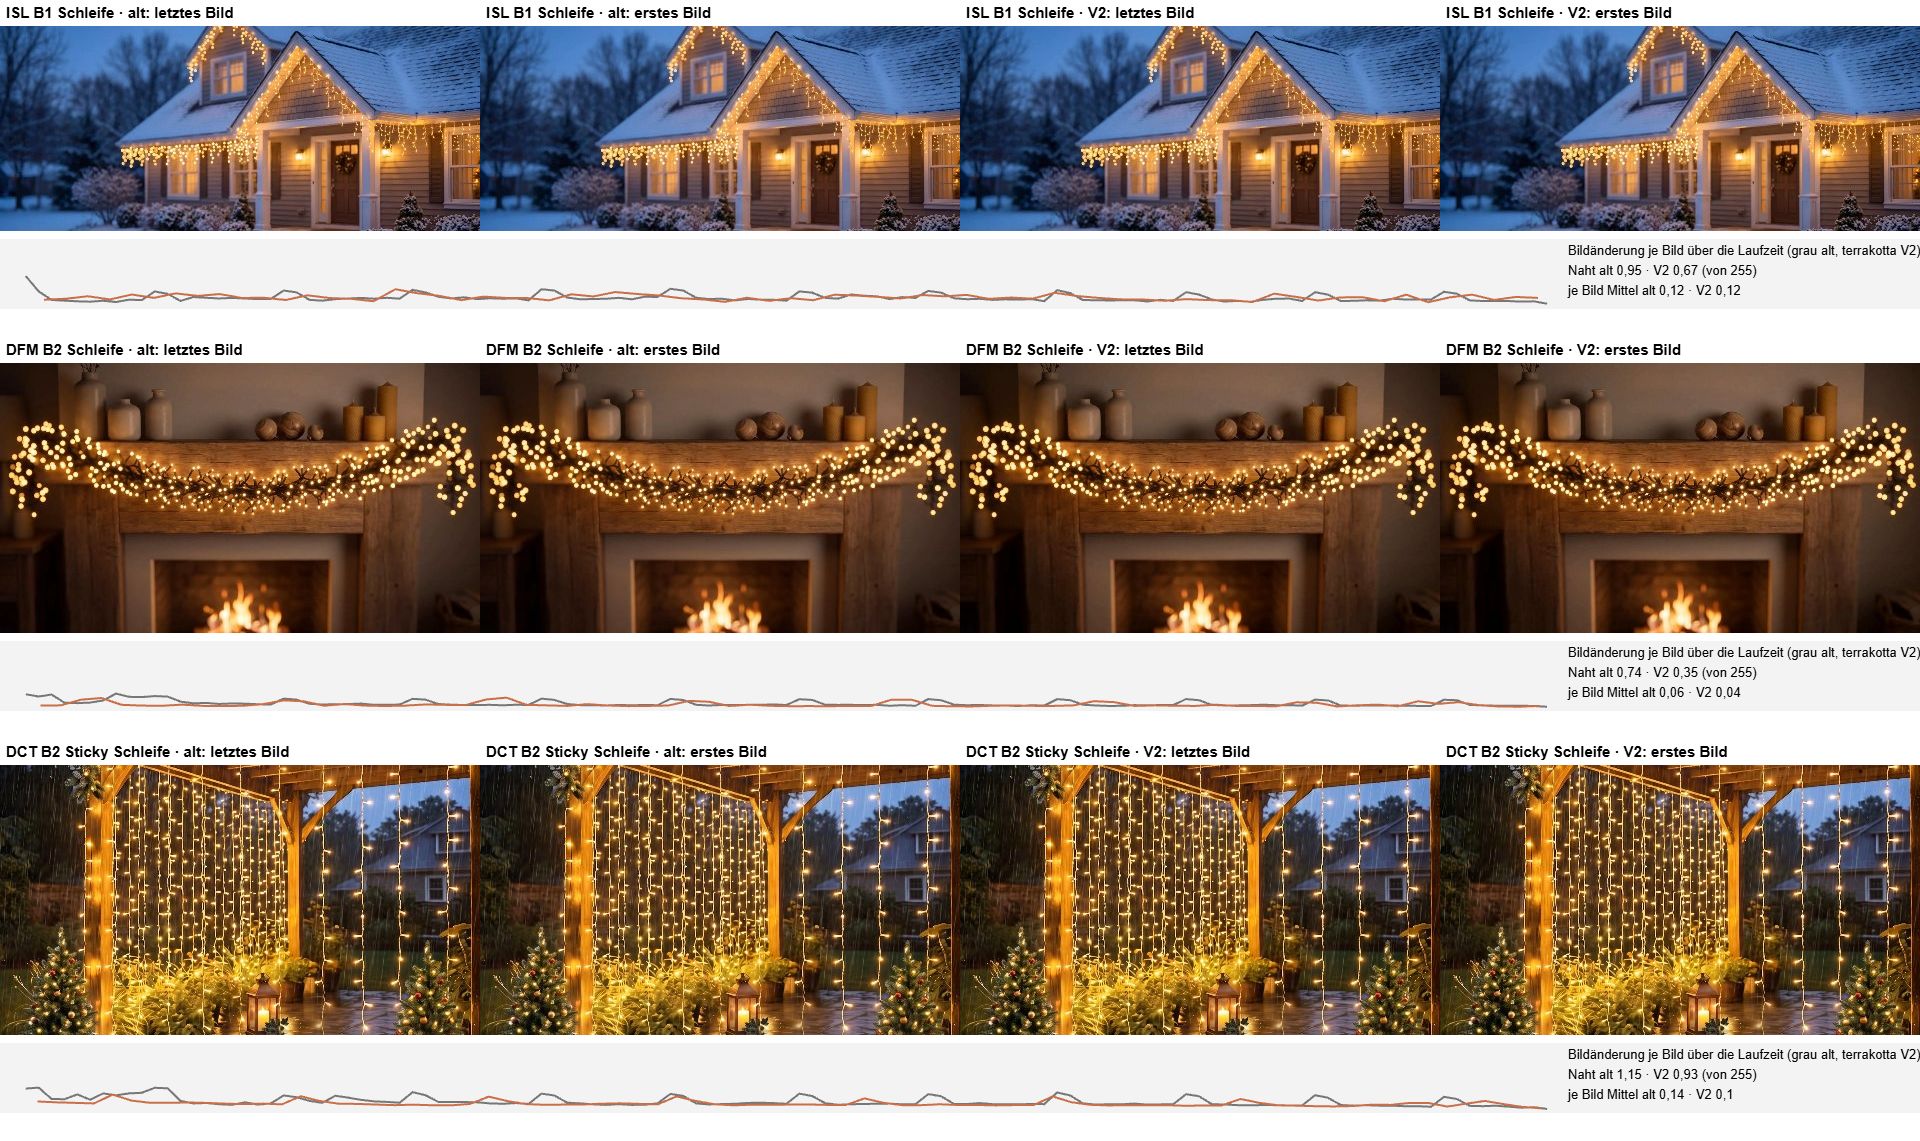 ISL B1 Schleife · alt: letztes Bild
ISL B1 Schleife · alt: erstes Bild
ISL B1 Schleife · V2: letztes Bild
ISL B1 Schleife · V2: erstes Bild
Bildänderung je Bild über die Laufzeit (grau alt, terrakotta V2)
Naht alt 0,95 · V2 0,67 (von 255)
je Bild Mittel alt 0,12 · V2 0,12
DFM B2 Schleife · alt: letztes Bild
DFM B2 Schleife · alt: erstes Bild
DFM B2 Schleife · V2: letztes Bild
DFM B2 Schleife · V2: erstes Bild
Bildänderung je Bild über die Laufzeit (grau alt, terrakotta V2)
Naht alt 0,74 · V2 0,35 (von 255)
je Bild Mittel alt 0,06 · V2 0,04
DCT B2 Sticky Schleife · alt: letztes Bild
DCT B2 Sticky Schleife · alt: erstes Bild
DCT B2 Sticky Schleife · V2: letztes Bild
DCT B2 Sticky Schleife · V2: erstes Bild
Bildänderung je Bild über die Laufzeit (grau alt, terrakotta V2)
Naht alt 1,15 · V2 0,93 (von 255)
je Bild Mittel alt 0,14 · V2 0,1